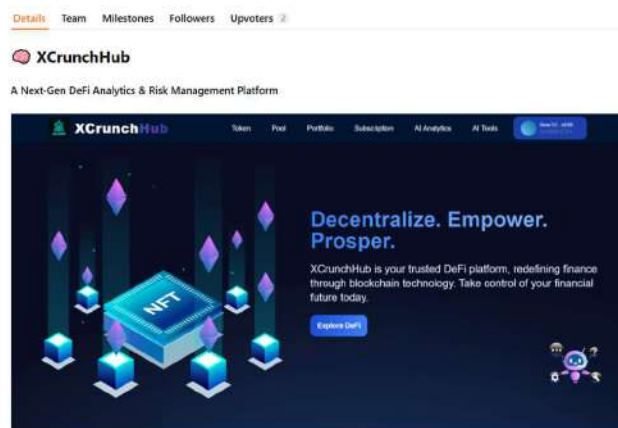 Details Team Milestones Followers Upvoters 2
XCrunchHub
A Next-Gen DeFi Analytics & Risk Management Platform
XCrunchHub Token Pool Portfolio Subscription AI Analytics AI Tools
Decentralize. Empower.
Prosper.
XCrunchHub is your trusted DeFi platform, redefining finance
through blockchain technology. Take control of your financial
future today.
Explore DeFi
NFT